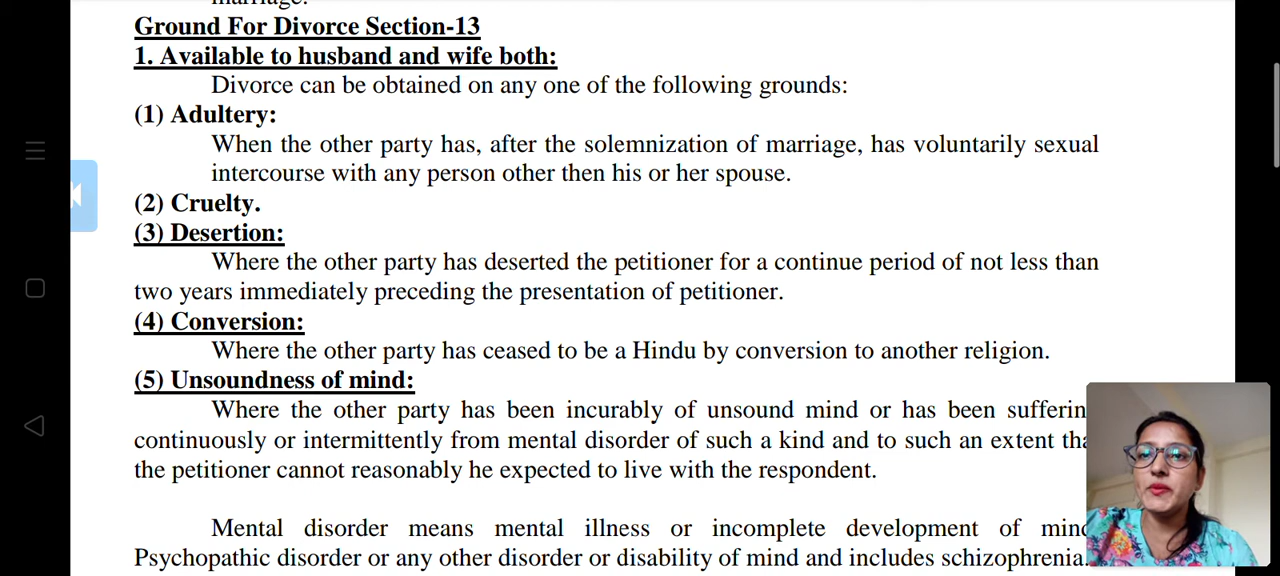 marriage.
Ground For Divorce Section-13
1. Available to husband and wife both:
Divorce can be obtained on any one of the following grounds:
(1) Adultery:
When the other party has, after the solemnization of marriage, has voluntarily sexual
intercourse with any person other then his or her spouse.
(2) Cruelty.
(3) Desertion:
Where the other party has deserted the petitioner for a continue period of not less than
two years immediately preceding the presentation of petitioner.
(4) Conversion:
Where the other party has ceased to be a Hindu by conversion to another religion.
(5) Unsoundness of mind:
Where the other party has been incurably of unsound mind or has been sufferin
continuously or intermittently from mental disorder of such a kind and to such an extent tha
the petitioner cannot reasonably he expected to live with the respondent.
Mental disorder means mental illness or incomplete development of mind
Psychopathic disorder or any other disorder or disability of mind and includes schizophrenia.